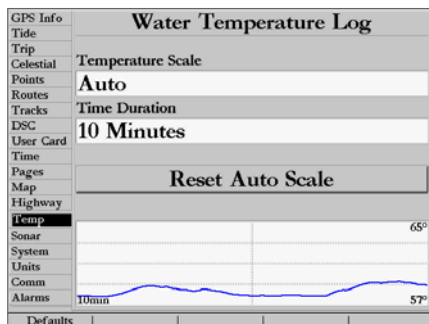 GPS Info
Tide
Trip
Celestial
Points
Routes
Tracks
DSC
User Card
Time
Pages
Map
Highway
Temp
Sonar
System
Units
Comm
Alarms
Water Temperature Log
Temperature Scale
Auto
Time Duration
10 Minutes
Reset Auto Scale
65°
10min
57°
Defaults